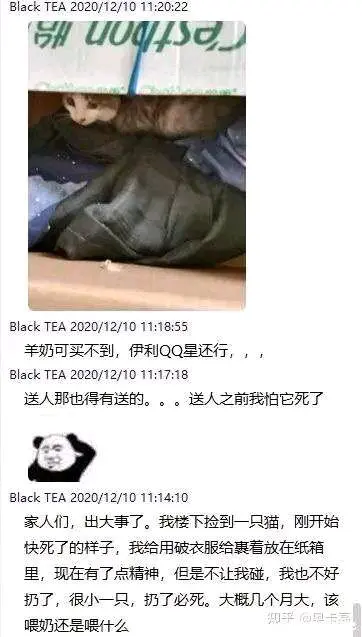 Black TEA 2020/12/10 11:20:22
C'estbon 怡
Black TEA 2020/12/10 11:18:55
羊奶可买不到，伊利QQ星还行，，，
Black TEA 2020/12/10 11:17:18
送人那也得有送的。。。送人之前我怕它死了
Black TEA 2020/12/10 11:14:10
家人们，出大事了。我楼下捡到一只猫，刚开始
快死了的样子，我给用破衣服给裹着放在纸箱
里，现在有了点精神，但是不让我碰，我也不好
扔了，很小一只，扔了必死。大概几个月大，该
喂奶还是喂什么
知乎